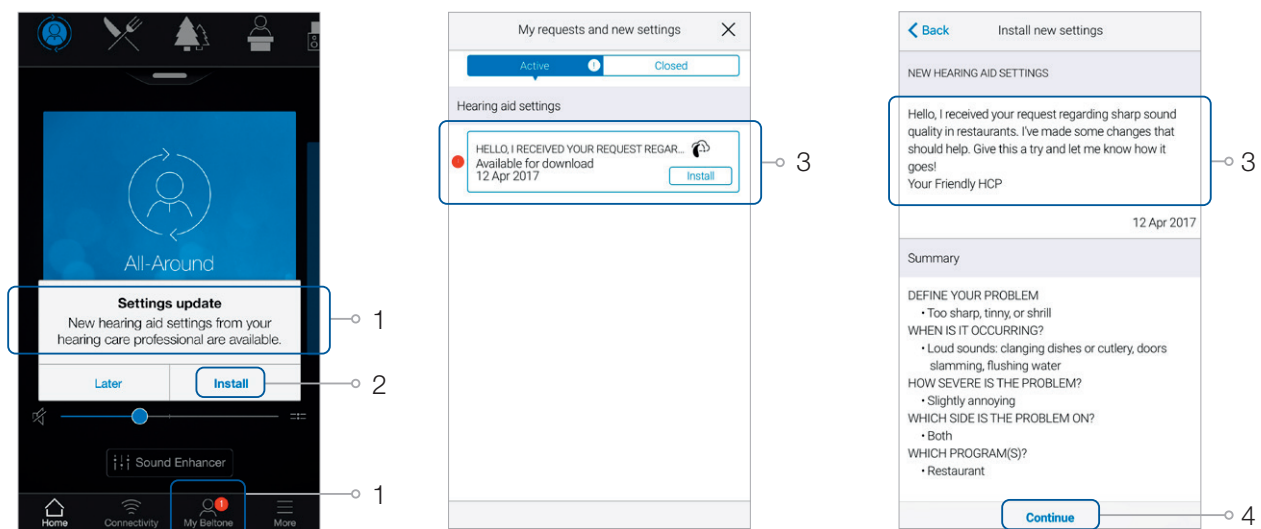 All-Around
Settings update
New hearing aid settings from your
hearing care professional are available.
Later
Install
Sound Enhancer
Home
Connectivity
My Beltone
1
More
1
2
1
My requests and new settings
Active
!
Closed
Hearing aid settings
HELLO, I RECEIVED YOUR REQUEST REGAR...
Available for download
12 Apr 2017
Install
3
Back
Install new settings
NEW HEARING AID SETTINGS
Hello, I received your request regarding sharp sound
quality in restaurants. I've made some changes that
should help. Give this a try and let me know how it
goes!
Your Friendly HCP
3
12 Apr 2017
Summary
DEFINE YOUR PROBLEM
• Too sharp, tinny, or shrill
WHEN IS IT OCCURRING?
• Loud sounds: clanging dishes or cutlery, doors
slamming, flushing water
HOW SEVERE IS THE PROBLEM?
• Slightly annoying
WHICH SIDE IS THE PROBLEM ON?
• Both
WHICH PROGRAM(S)?
• Restaurant
Continue
4